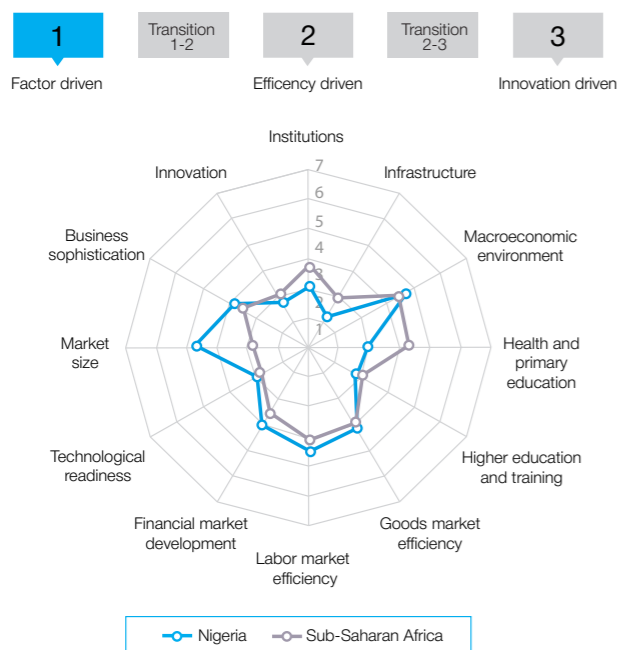 1
Transition
1-2
2
Transition
2-3
3
Factor driven
Efficency driven
Innovation driven
Institutions
Innovation
Infrastructure
Business
sophistication
Macroeconomic
environment
Market
size
Health and
primary
education
Technological
readiness
Higher education
and training
Financial market
development
Goods market
efficiency
Labor market
efficiency
7
6
5
4
3
2
1
Nigeria
Sub-Saharan Africa